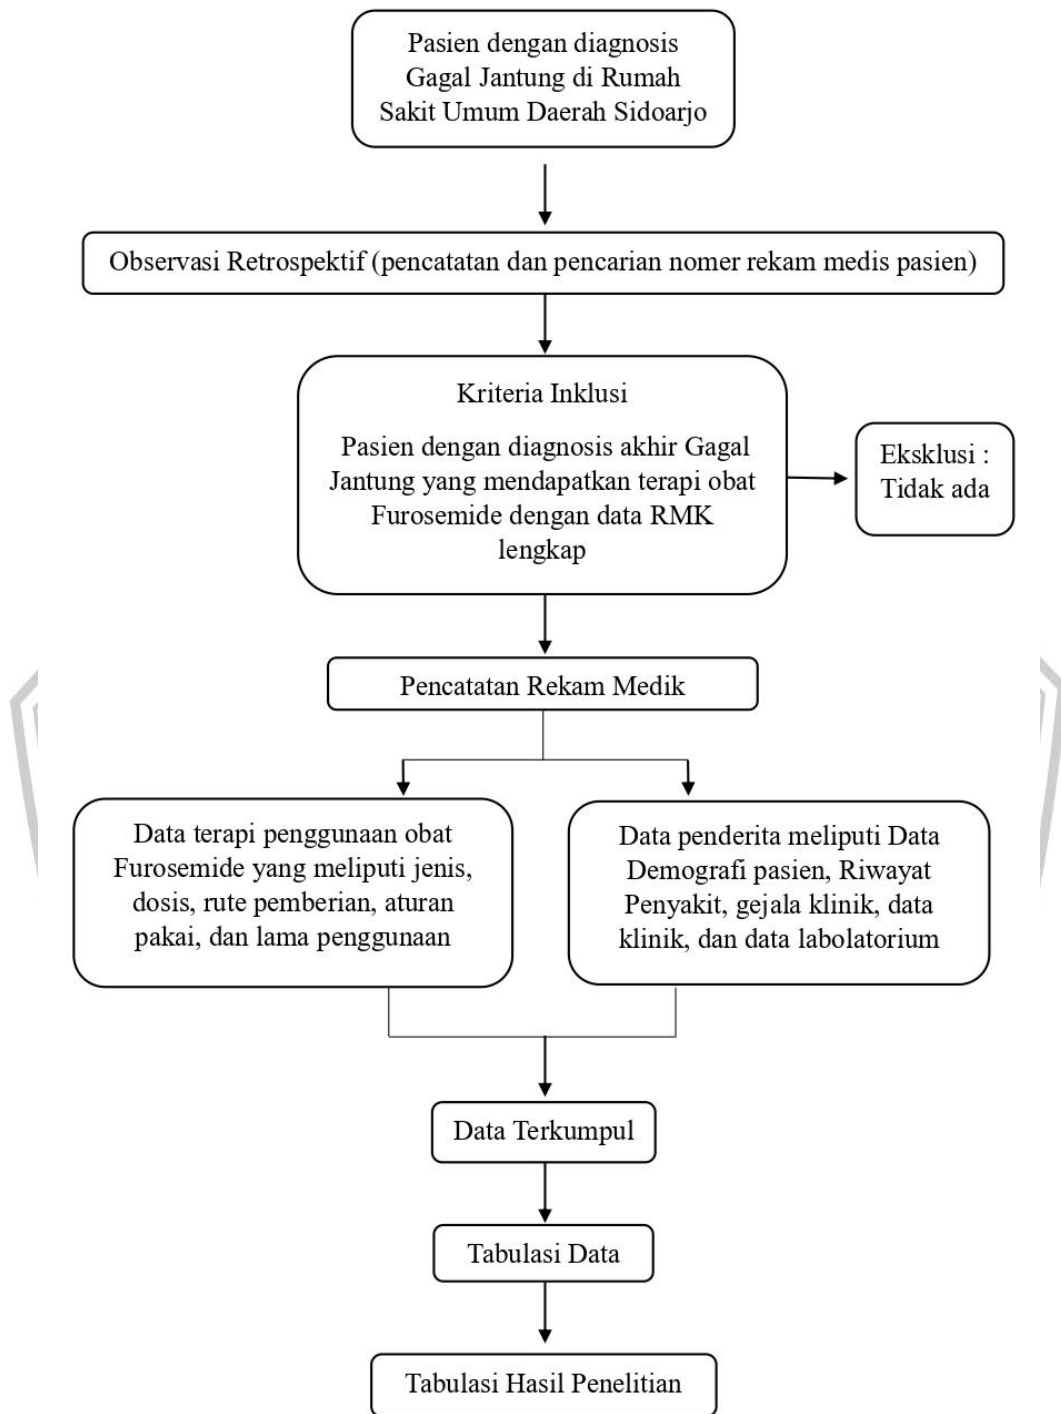 Pasien dengan diagnosis
Gagal Jantung di Rumah
Sakit Umum Daerah Sidoarjo
Observasi Retrospektif (pencatatan dan pencarian nomer rekam medis pasien)
Kriteria Inklusi
Pasien dengan diagnosis akhir Gagal
Jantung yang mendapatkan terapi obat
Furosemide dengan data RMK
lengkap
Eksklusi :
Tidak ada
Pencatatan Rekam Medik
Data terapi penggunaan obat
Furosemide yang meliputi jenis,
dosis, rute pemberian, aturan
pakai, dan lama penggunaan
Data penderita meliputi Data
Demografi pasien, Riwayat
Penyakit, gejala klinik, data
klinik, dan data labolatorium
Data Terkumpul
Tabulasi Data
Tabulasi Hasil Penelitian